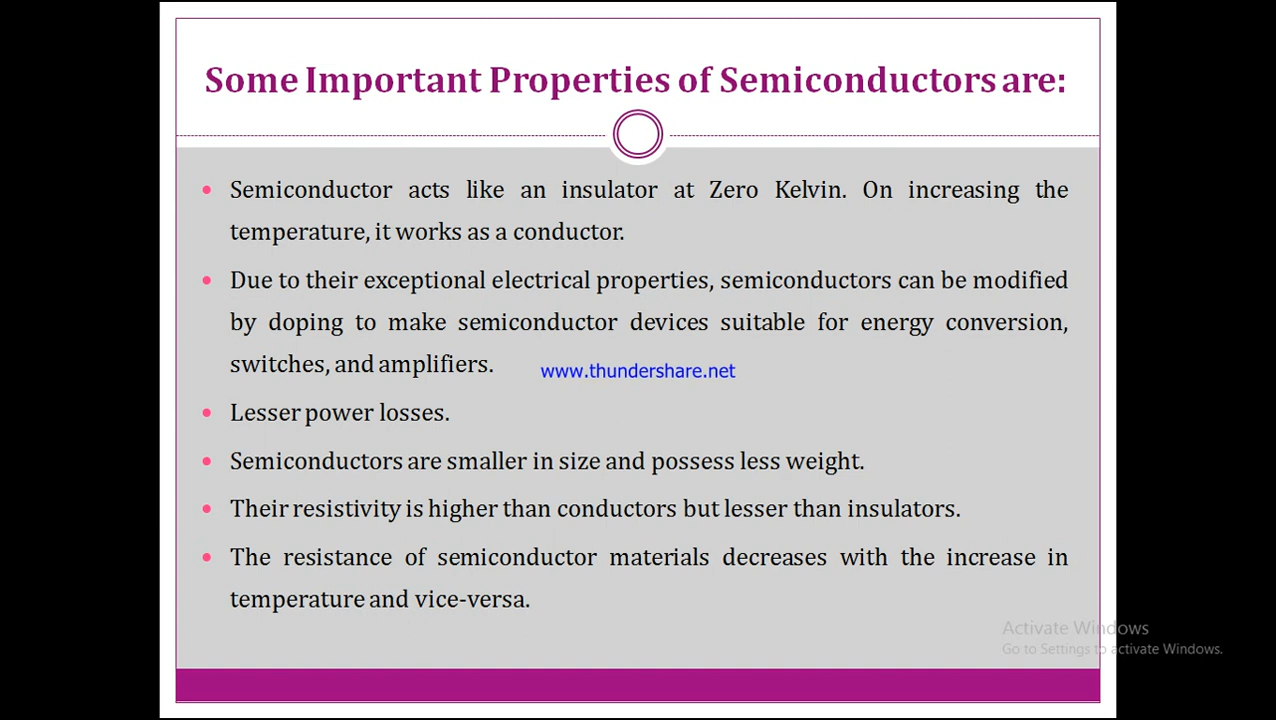 Some Important Properties of Semiconductors are:
• Semiconductor acts like an insulator at Zero Kelvin. On increasing the
temperature, it works as a conductor.
• Due to their exceptional electrical properties, semiconductors can be modified
by doping to make semiconductor devices suitable for energy conversion,
switches, and amplifiers.
www.thundershare.net
• Lesser power losses.
• Semiconductors are smaller in size and possess less weight.
• Their resistivity is higher than conductors but lesser than insulators.
• The resistance of semiconductor materials decreases with the increase in
temperature and vice-versa.
Activate Windows
Go to Settings to activate Windows.